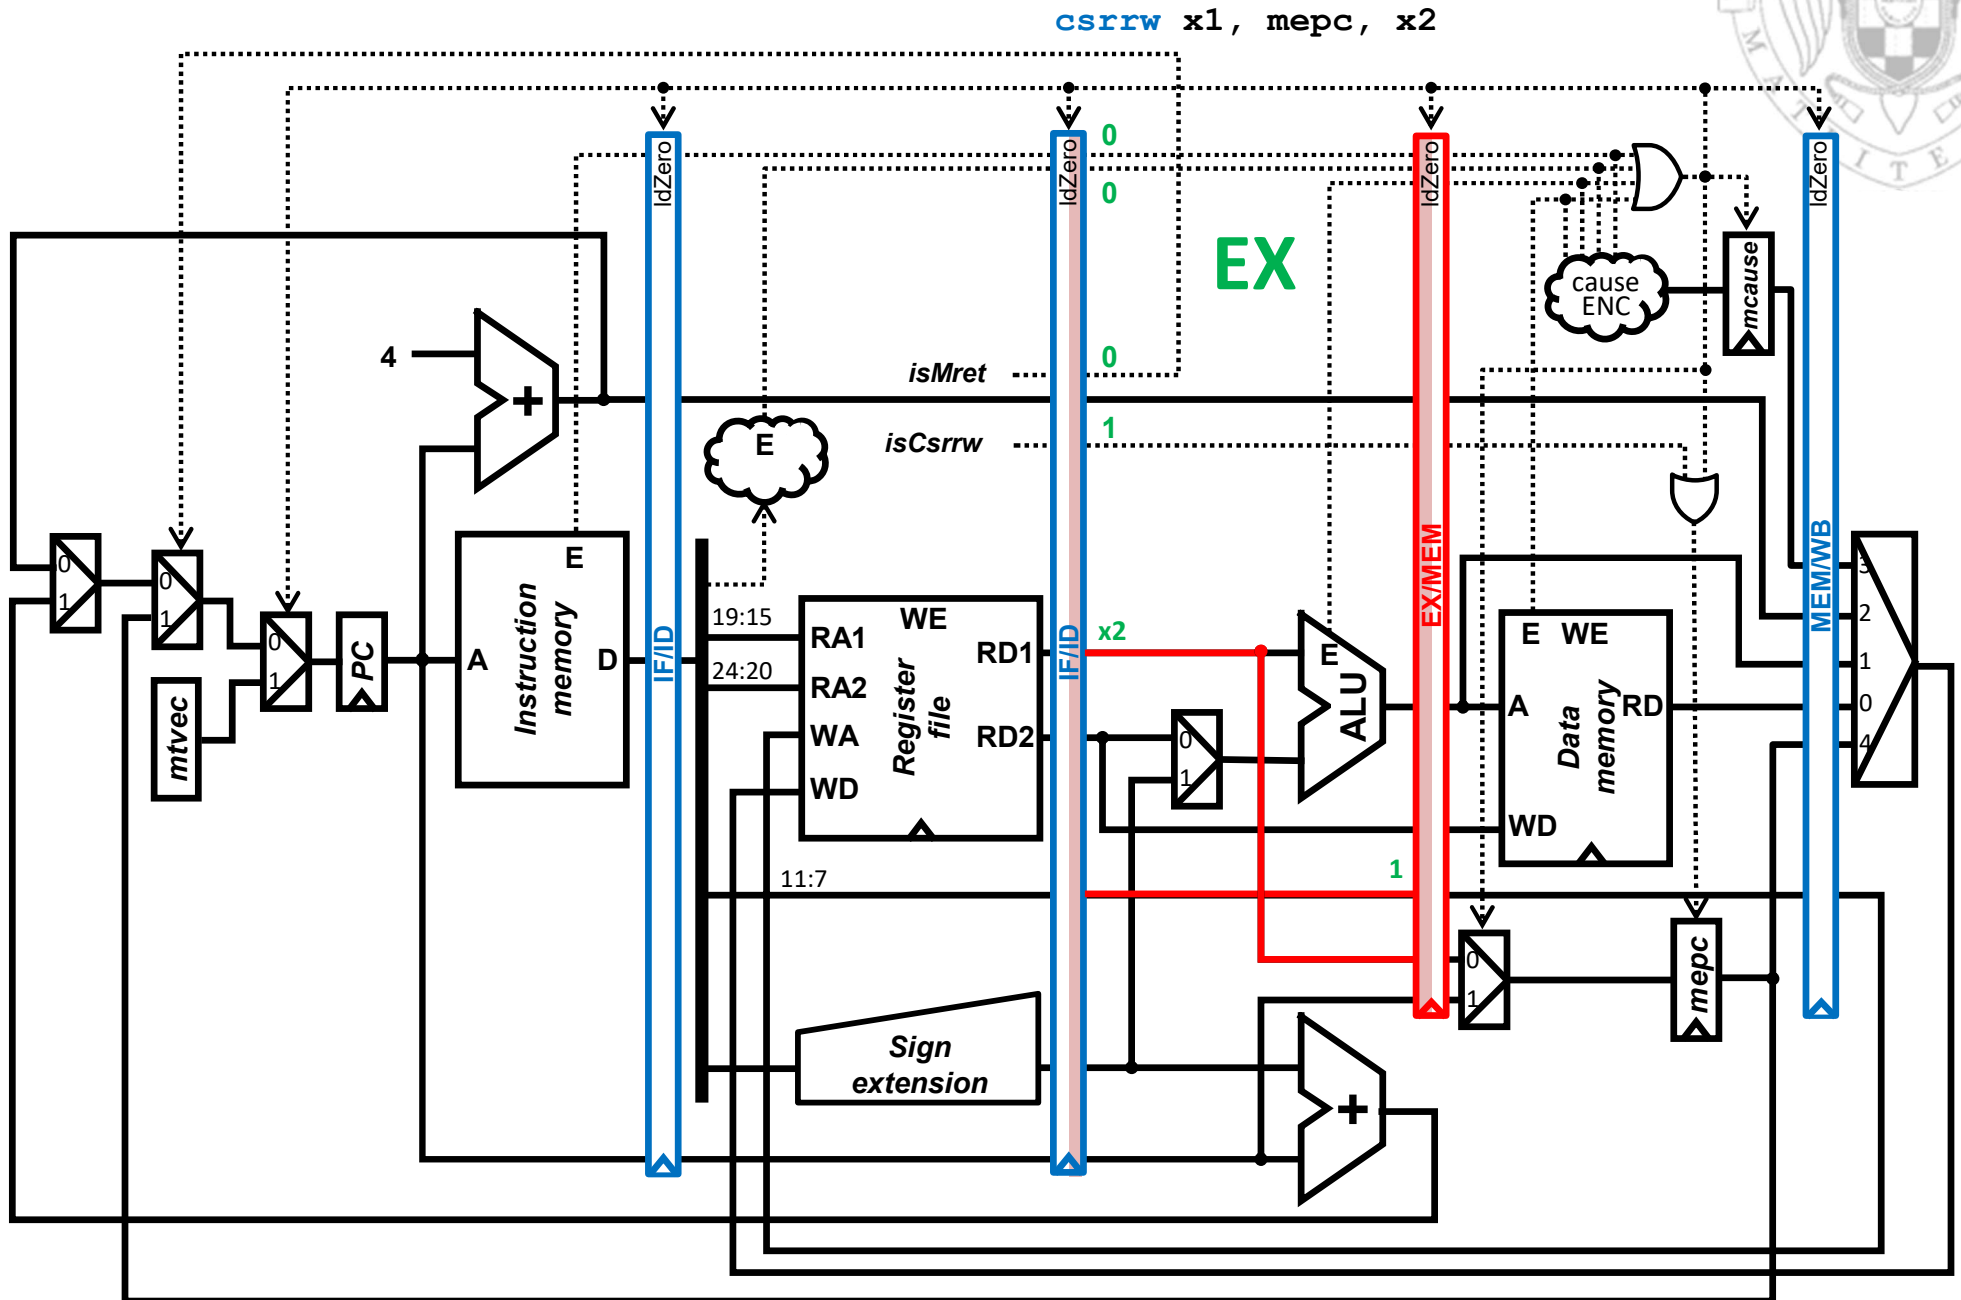 csrrw x1, mepc, x2
ldZero
ldZero
ldZero
ldZero
0
0
EX
cause
ENC
mcause
4
+
isMret
0
isCsrrw
1
E
0
1
0
1
0
1
mtvec
PC
A
E
Instruction
memory
D
IF/ID
19:15
24:20
11:7
RA1
RA2
WA
WD
WE
Register
file
RD1
RD2
IF/ID
x2
0
1
E
ALU
EX/MEM
1
A
E
WE
Data
memory
RD
WD
MEM/WB
3
2
1
0
4
0
1
mepc
Sign
extension
+
M A T
I T E